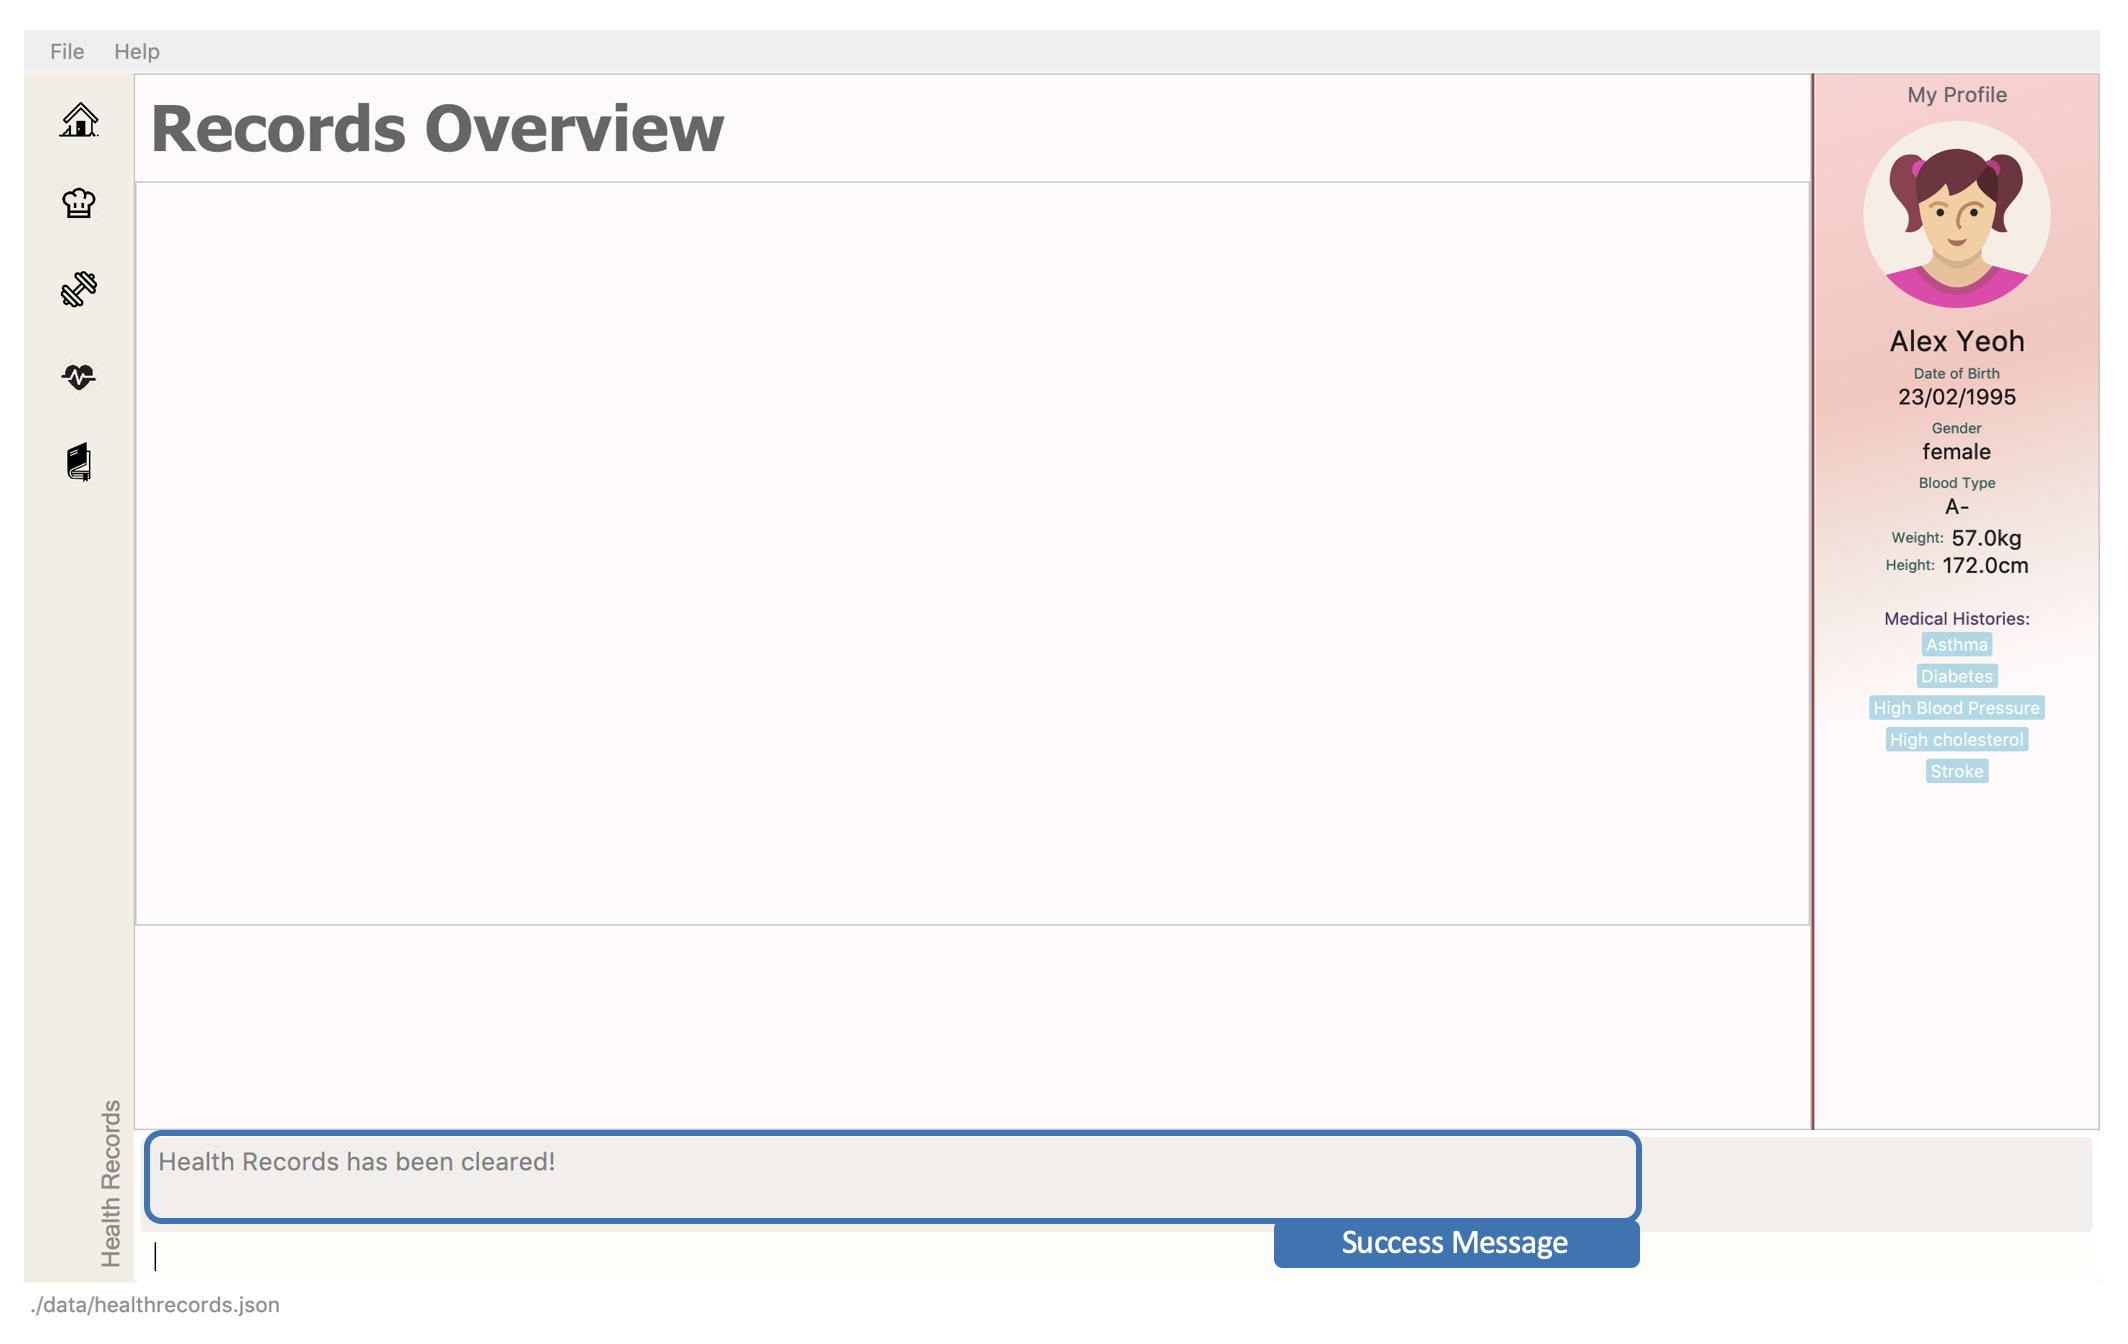 File Help
Records Overview
My Profile
Alex Yeoh
Date of Birth
23/02/1995
Gender
female
Blood Type
A-
Weight: 57.0kg
Height: 172.0cm
Medical Histories:
Asthma
Diabetes
High Blood Pressure
High cholesterol
Stroke
Health Records
Health Records has been cleared!
Success Message
./data/healthrecords.json